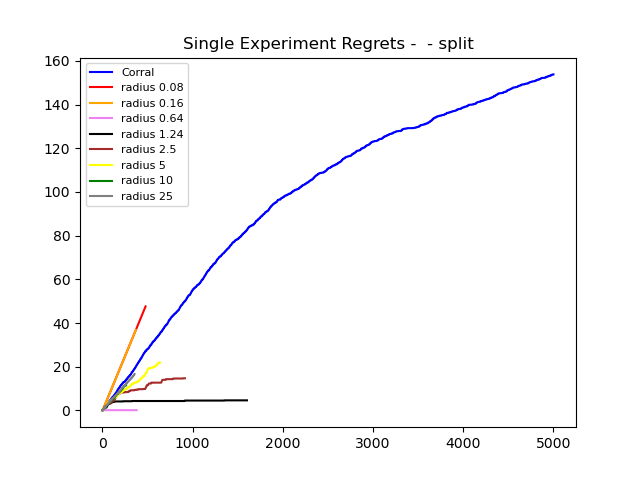 Single Experiment Regrets -  - split
160
140
120
100
80
60
40
20
0
Corral
radius 0.08
radius 0.16
radius 0.64
radius 1.24
radius 2.5
radius 5
radius 10
radius 25
0 1000 2000 3000 4000 5000